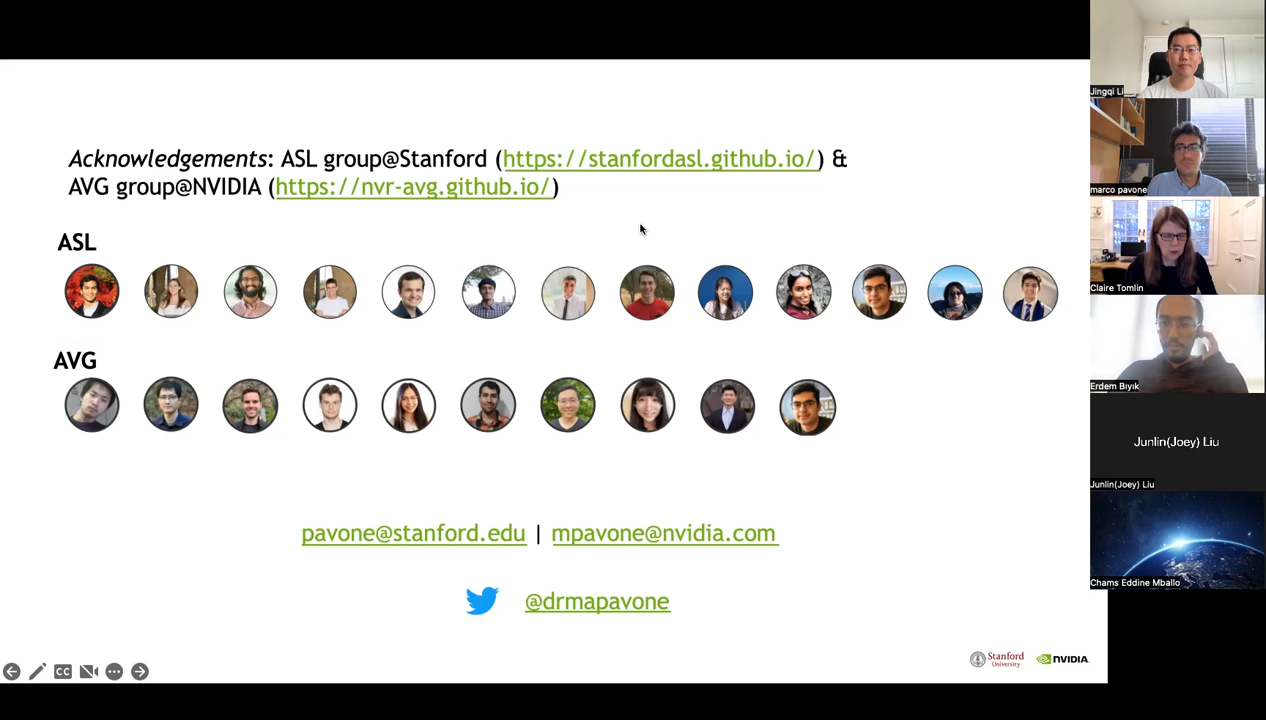 Acknowledgements: ASL group@Stanford (https://stanfordasl.github.io/) &
AVG group@NVIDIA (https://nvr-avg.github.io/)
ASL
AVG
pavone@stanford.edu | mpavone@nvidia.com
@drmapavone
CC
Stanford
University
NVIDIA.
Jingqi Li
marco pavone
Claire Tomlin
Erdem Bıyık
Junlin(Joey) Liu
Junlin(Joey) Liu
Chams Eddine Mballo